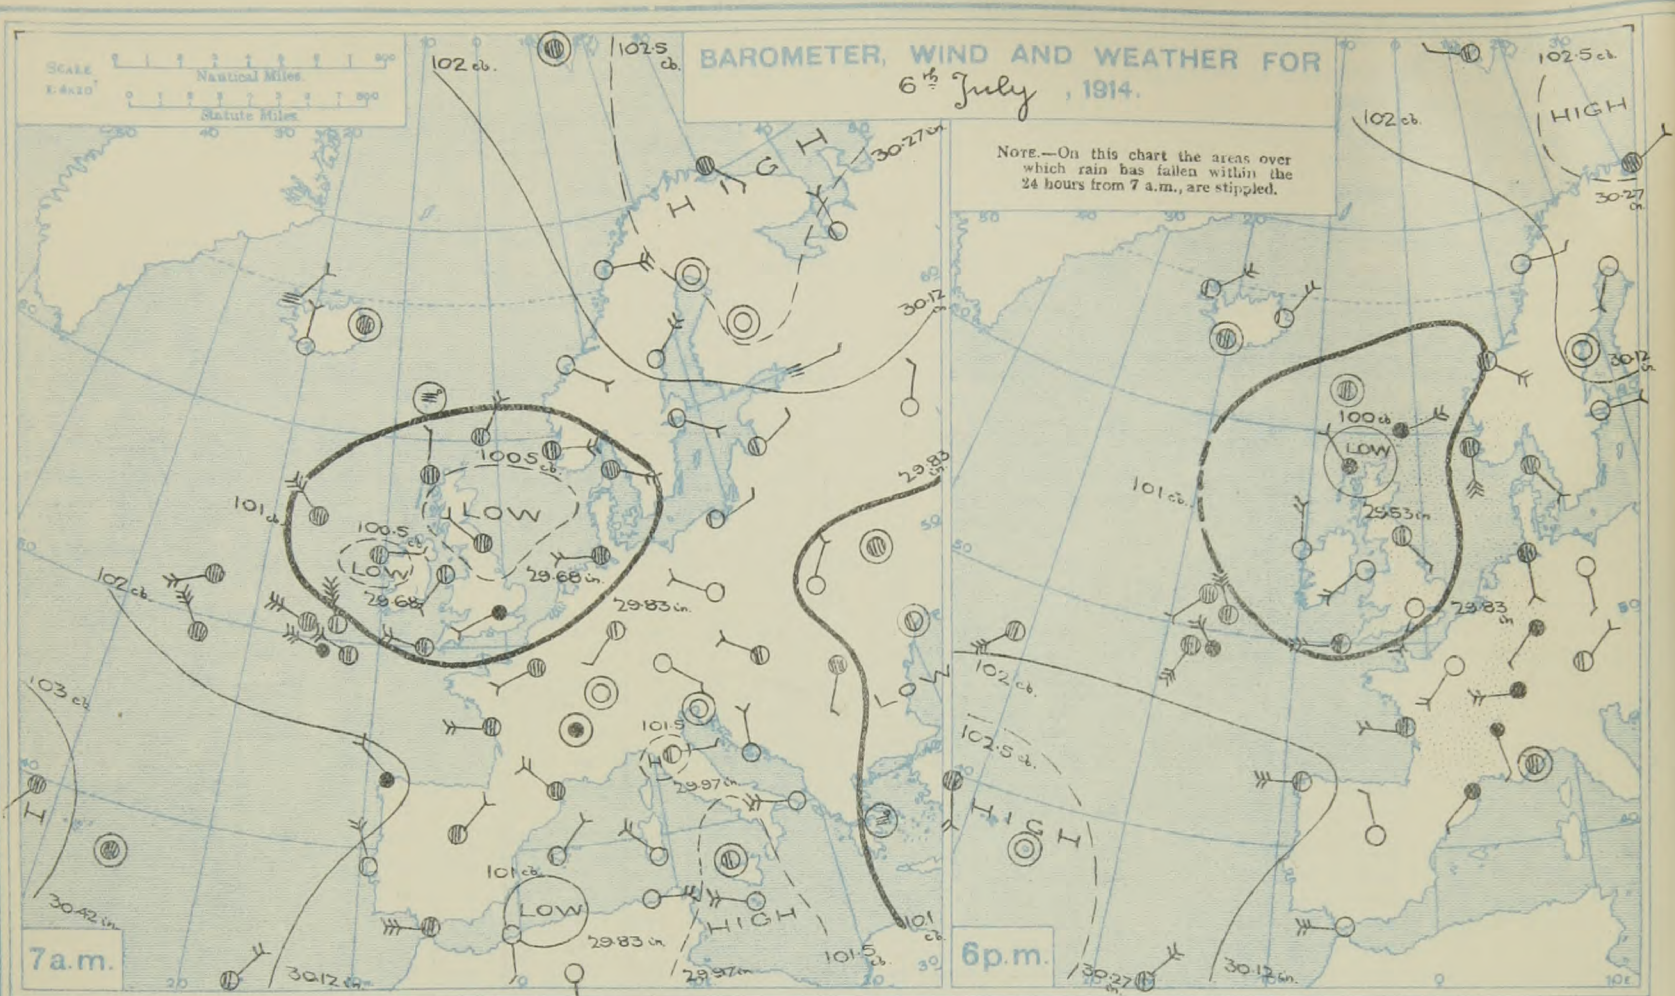 SCALE
Nautical Miles.
Statute Miles.
BAROMETER, WIND AND WEATHER FOR
6th July, 1914.
NOTE.—On this chart the areas over
which rain has fallen within the
24 hours from 7 a.m., are stippled.
102 cb.
102.5
cb.
HIGH
30.27 in
30.12
in
29.83
100.5 cb.
LOW
101 cb.
100.5
cb
LOW
29.68
29.68 in.
29.83 in.
102 cb.
103 cb
H
30.42 in.
101.5
H
29.97 in
101 cb
LOW
29.83 in
HIGH
LOW
101
cb
101.5
cb.
29.97 in
30.12 in.
7 a.m.
102.5 cb.
HIGH
102 cb.
30.27
in.
30.12
in.
100 cb
LOW
101 cb.
29.53 in
29.83
in
102 cb.
102.5 cb.
HIGH
30.27
in.
30.12 in.
6 p.m.